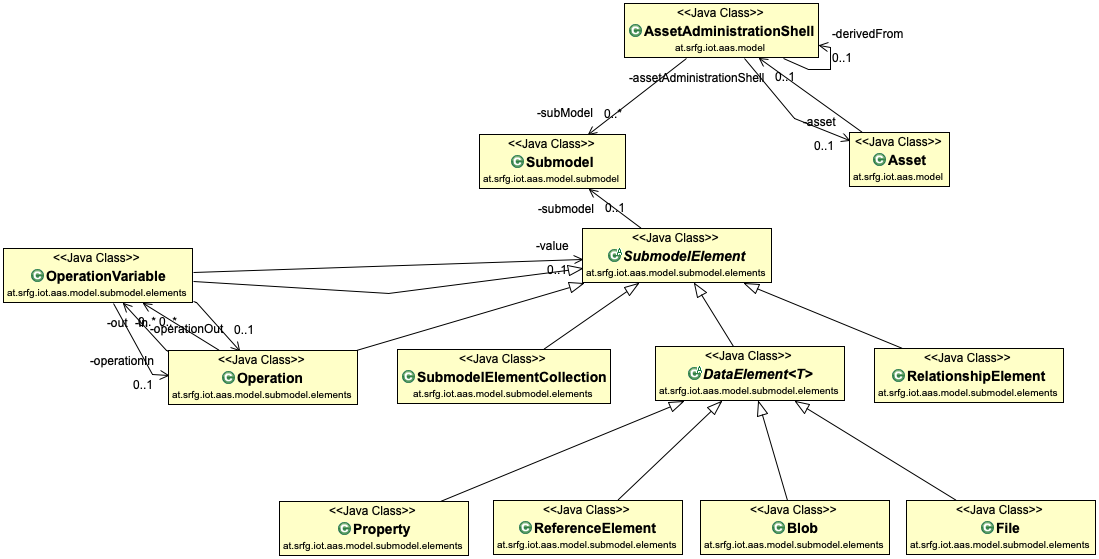 <<Java Class>>
AssetAdministrationShell
at.srfg.iot.aas.model
-derivedFrom
0..1
-assetAdministrationShell
0..1
-subModel
0..*
-asset
0..1
<<Java Class>>
Submodel
at.srfg.iot.aas.model.submodel
<<Java Class>>
Asset
at.srfg.iot.aas.model
-submodel
0..1
<<Java Class>>
SubmodelElement
at.srfg.iot.aas.model.submodel.elements
-value
0..1
<<Java Class>>
OperationVariable
at.srfg.iot.aas.model.submodel.elements
-out
0..*
-in
0..*
-operationOut
0..1
-operationIn
0..1
<<Java Class>>
Operation
at.srfg.iot.aas.model.submodel.elements
<<Java Class>>
SubmodelElementCollection
at.srfg.iot.aas.model.submodel.elements
<<Java Class>>
DataElement<T>
at.srfg.iot.aas.model.submodel.elements
<<Java Class>>
RelationshipElement
at.srfg.iot.aas.model.submodel.elements
<<Java Class>>
Property
at.srfg.iot.aas.model.submodel.elements
<<Java Class>>
ReferenceElement
at.srfg.iot.aas.model.submodel.elements
<<Java Class>>
Blob
at.srfg.iot.aas.model.submodel.elements
<<Java Class>>
File
at.srfg.iot.aas.model.submodel.elements